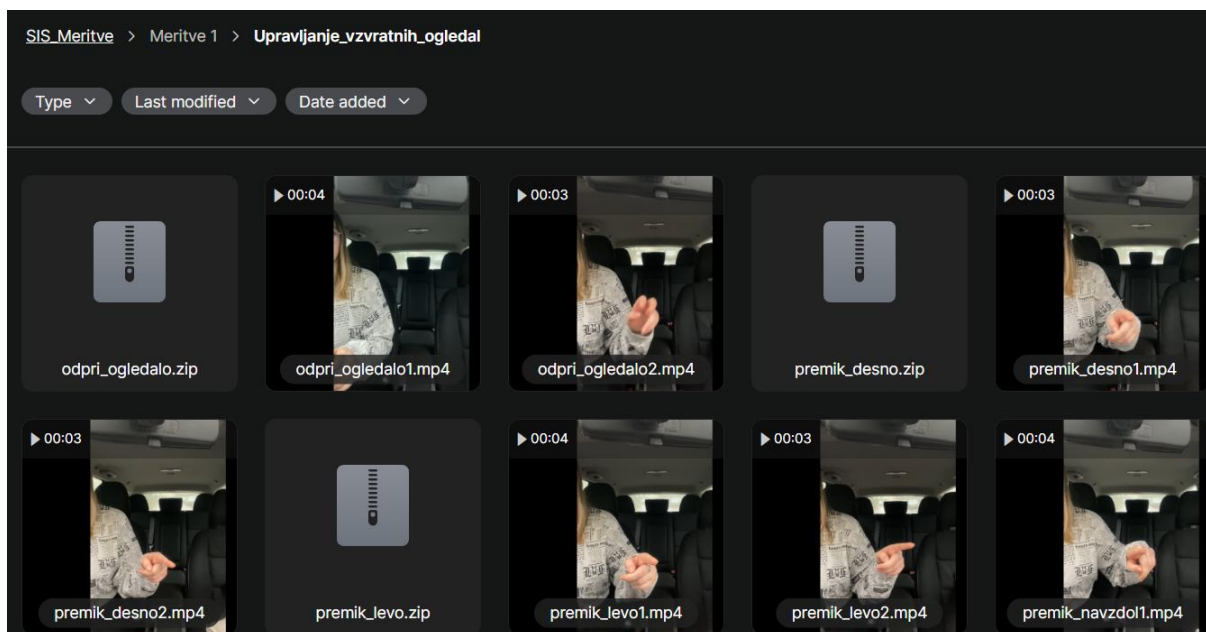 SIS_Meritve > Meritve 1 > Upravljanje_vzvratnih_ogledal
Type
Last modified
Date added
00:04
00:03
00:03
odpri_ogledalo.zip
odpri_ogledalo1.mp4
odpri_ogledalo2.mp4
premik_desno.zip
premik_desno1.mp4
00:03
00:04
00:03
00:04
premik_desno2.mp4
premik_levo.zip
premik_levo1.mp4
premik_levo2.mp4
premik_navzdol1.mp4